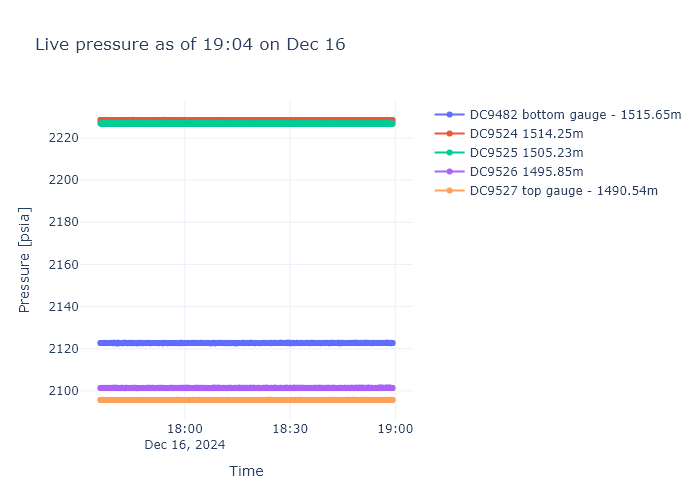 Live pressure as of 19:04 on Dec 16
DC9482 bottom gauge - 1515.65m
DC9524 1514.25m
DC9525 1505.23m
DC9526 1495.85m
DC9527 top gauge - 1490.54m
Pressure [psia]
2220
2200
2180
2160
2140
2120
2100
18:00
18:30
19:00
Dec 16, 2024
Time